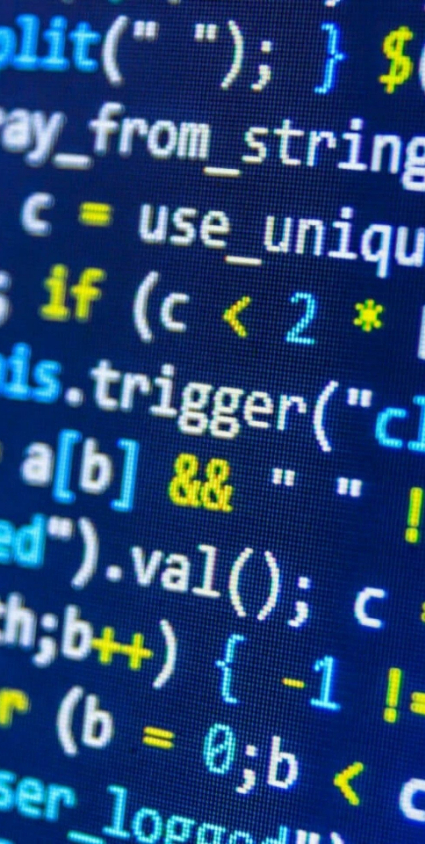 plit(" "); } $(
ray_from_string
c = use_uniqu
; if (c < 2 *
his.trigger("cl
a[b] && " " !
ed").val(); c =
th;b++) { -1 !=
r (b = 0;b < c
ser_logged")